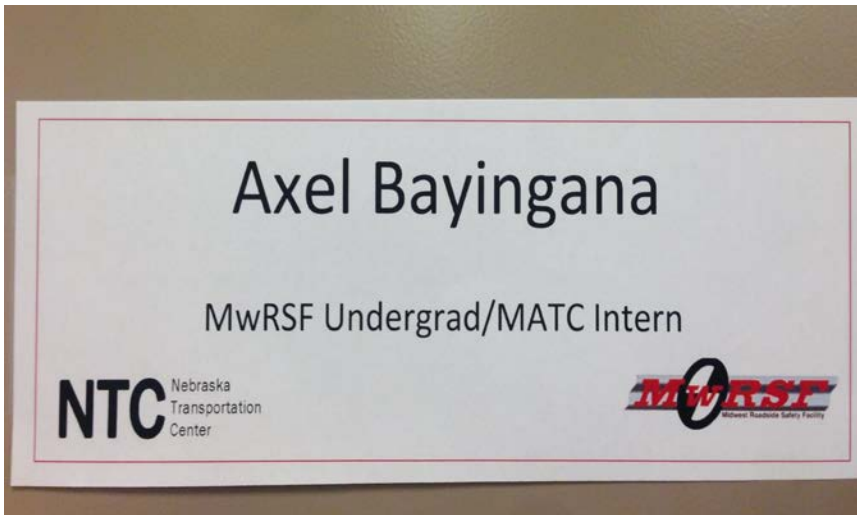 Axel Bayingana
MwRSF Undergrad/MATC Intern
NTC
Nebraska
Transportation
Center
MwRSF
Midwest Roadside Safety Facility